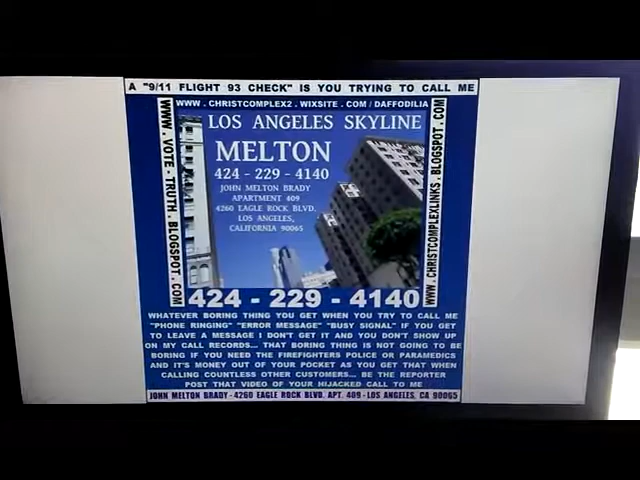 A "9/11 FLIGHT 93 CHECK" IS YOU TRYING TO CALL ME
WWW . CHRISTCOMPLEX2 . WIXSITE . COM / DAFFODILIA
WWW . VOTE - TRUTH . BLOGSPOT . COM
LOS ANGELES SKYLINE
MELTON
424 - 229 - 4140
JOHN MELTON BRADY
APARTMENT 409
4260 EAGLE ROCK BLVD.
LOS ANGELES,
CALIFORNIA 90065
WWW . CHRISTCOMPLEXLINKS . BLOGSPOT . COM
424 - 229 - 4140
WHATEVER BORING THING YOU GET WHEN YOU TRY TO CALL ME
"PHONE RINGING" "ERROR MESSAGE" "BUSY SIGNAL" IF YOU GET
TO LEAVE A MESSAGE I DON'T GET IT AND YOU DON'T SHOW UP
ON MY CALL RECORDS... THAT BORING THING IS NOT GOING TO BE
BORING IF YOU NEED THE FIREFIGHTERS POLICE OR PARAMEDICS
AND IT'S MONEY OUT OF YOUR POCKET AS YOU GET THAT WHEN
CALLING COUNTLESS OTHER CUSTOMERS... BE THE REPORTER
POST THAT VIDEO OF YOUR HIJACKED CALL TO ME
JOHN MELTON BRADY - 4260 EAGLE ROCK BLVD. APT. 409 - LOS ANGELES, CA 90065